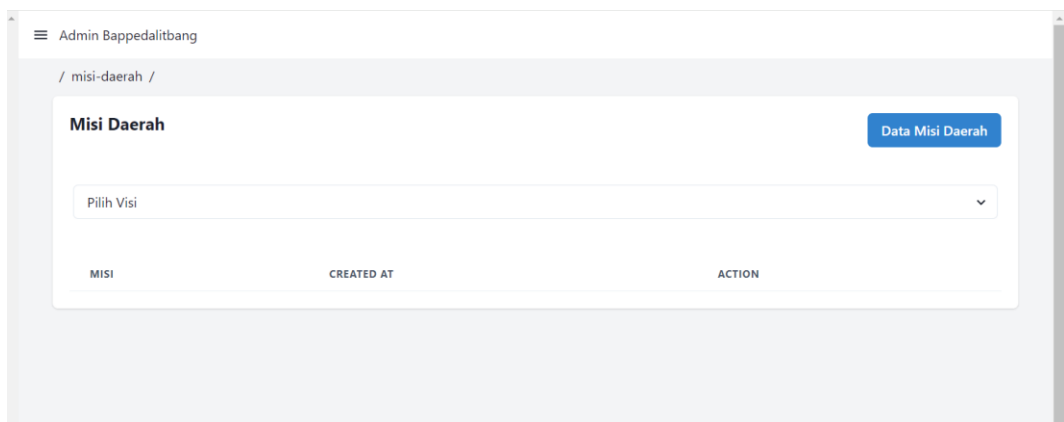 Admin Bappedalitbang
/ misi-daerah /
Misi Daerah
Data Misi Daerah
Pilih Visi
MISI CREATED AT ACTION